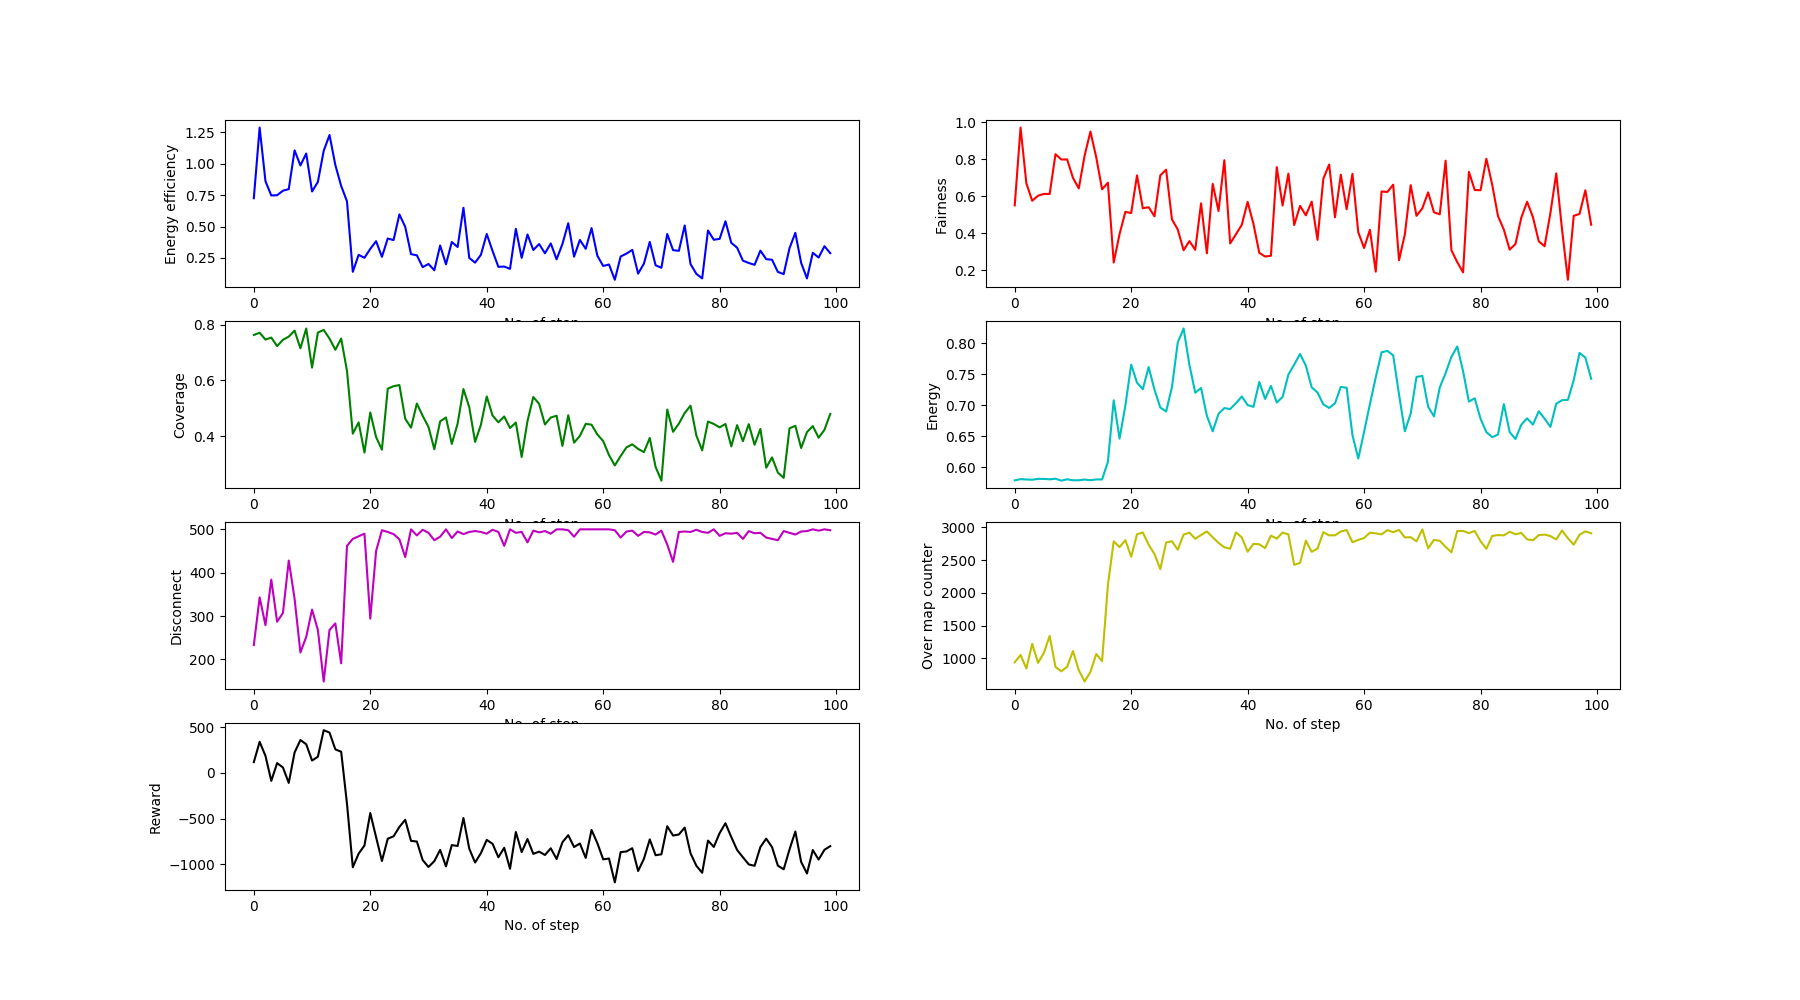 Energy efficiency
1.25
1.00
0.75
0.50
0.25
0 20 40 60 80 100
Fairness
1.0
0.8
0.6
0.4
0.2
0 20 40 60 80 100
Coverage
0.8
0.6
0.4
0 20 40 60 80 100
Energy
0.80
0.75
0.70
0.65
0.60
0 20 40 60 80 100
Disconnect
500
400
300
200
0 20 40 60 80 100
Over map counter
3000
2500
2000
1500
1000
0 20 40 60 80 100
No. of step
Reward
500
0
−500
−1000
0 20 40 60 80 100
No. of step